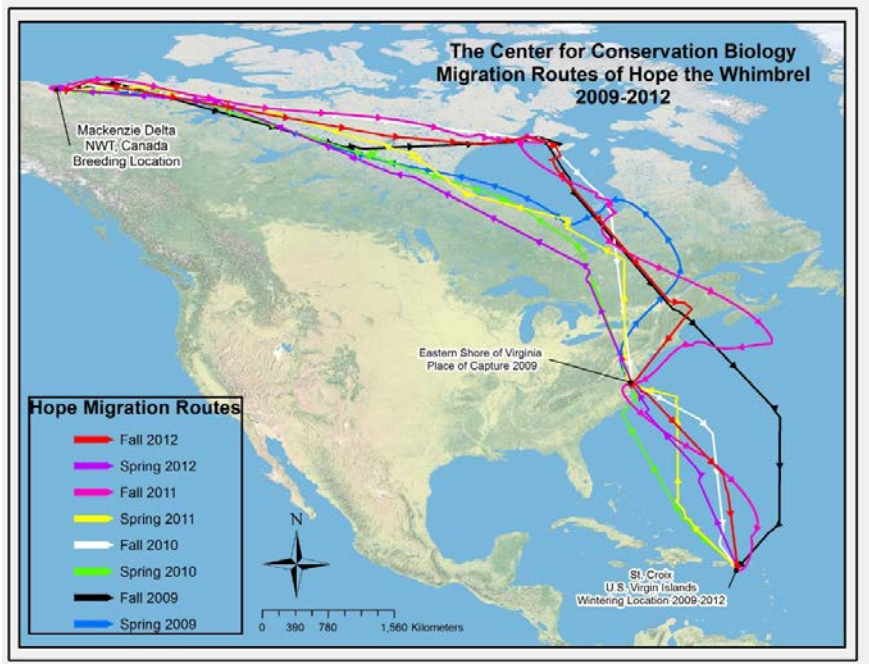 The Center for Conservation Biology
Migration Routes of Hope the Whimbrel
2009-2012
Mackenzie Delta
NWT, Canada
Breeding Location
Eastern Shore of Virginia
Place of Capture 2009
Hope Migration Routes
Fall 2012
Spring 2012
Fall 2011
Spring 2011
Fall 2010
Spring 2010
Fall 2009
Spring 2009
N
0 390 780 1,560 Kilometers
St. Croix
U.S. Virgin Islands
Wintering Location 2009-2012